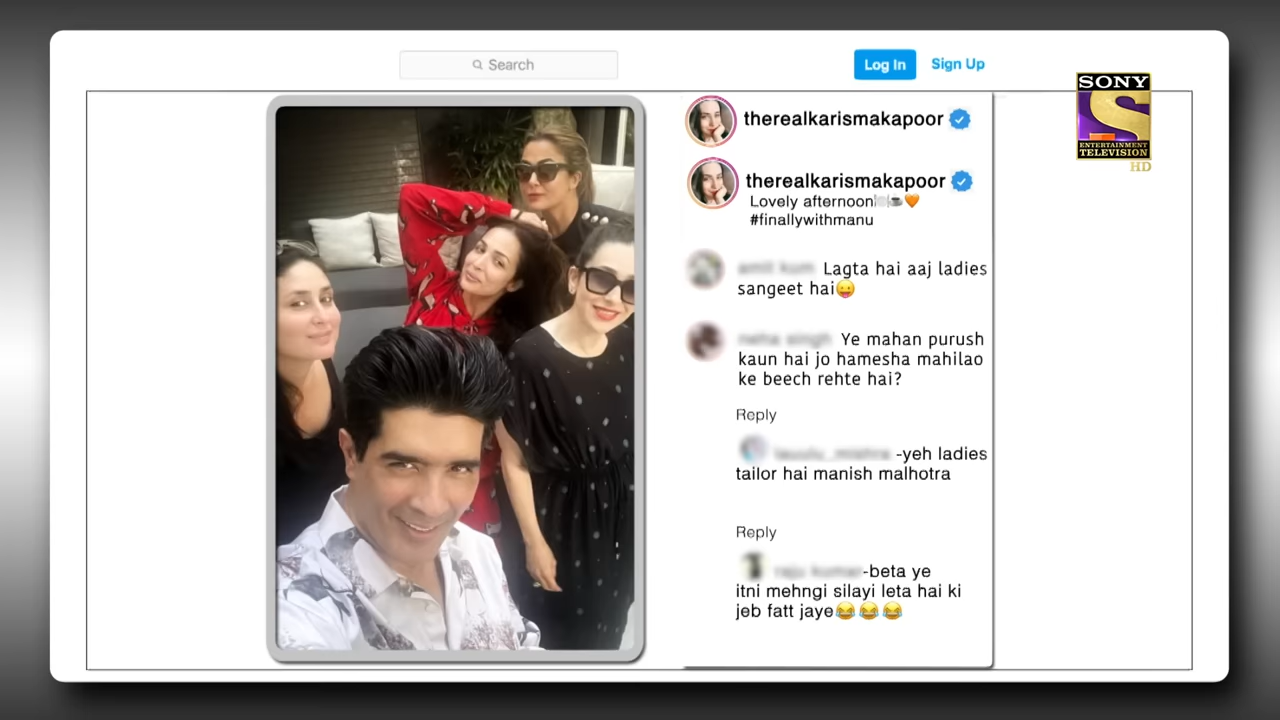 Search
Log In
Sign Up
SONY
ENTERTAINMENT
TELEVISION
HD
therealkarismakapoor
therealkarismakapoor
Lovely afternoon🍽☕🧡
#finallywithmanu
Lagta hai aaj ladies
sangeet hai😛
Ye mahan purush
kaun hai jo hamesha mahilao
ke beech rehte hai?
Reply
-yeh ladies
tailor hai manish malhotra
Reply
-beta ye
itni mehngi silayi leta hai ki
jeb fatt jaye😂😂😂